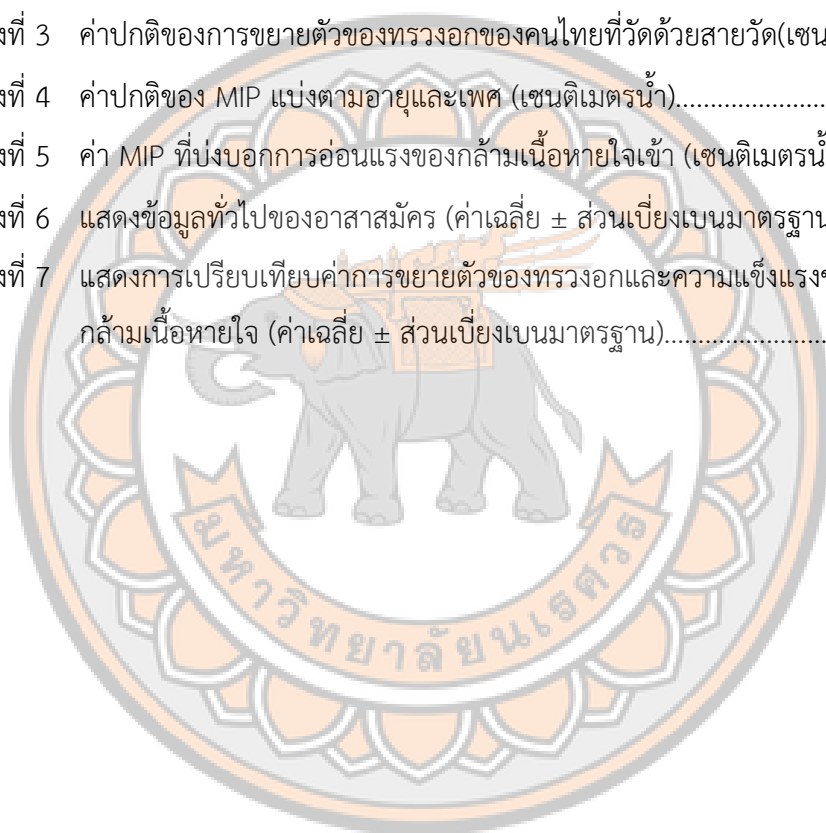 งที่ 3 ค่าปกติของการขยายตัวของทรวงอกของคนไทยที่วัดด้วยสายวัด(เซน
งที่ 4 ค่าปกติของ MIP แบ่งตามอายุและเพศ (เซนติเมตรน้ำ)......................
งที่ 5 ค่า MIP ที่บ่งบอกการอ่อนแรงของกล้ามเนื้อหายใจเข้า (เซนติเมตรน้ำ
งที่ 6 แสดงข้อมูลทั่วไปของอาสาสมัคร (ค่าเฉลี่ย ± ส่วนเบี่ยงเบนมาตรฐาน
งที่ 7 แสดงการเปรียบเทียบค่าการขยายตัวของทรวงอกและความแข็งแรงข
กล้ามเนื้อหายใจ (ค่าเฉลี่ย ± ส่วนเบี่ยงเบนมาตรฐาน)........................
มหาวิทยาลัยนเรศวร